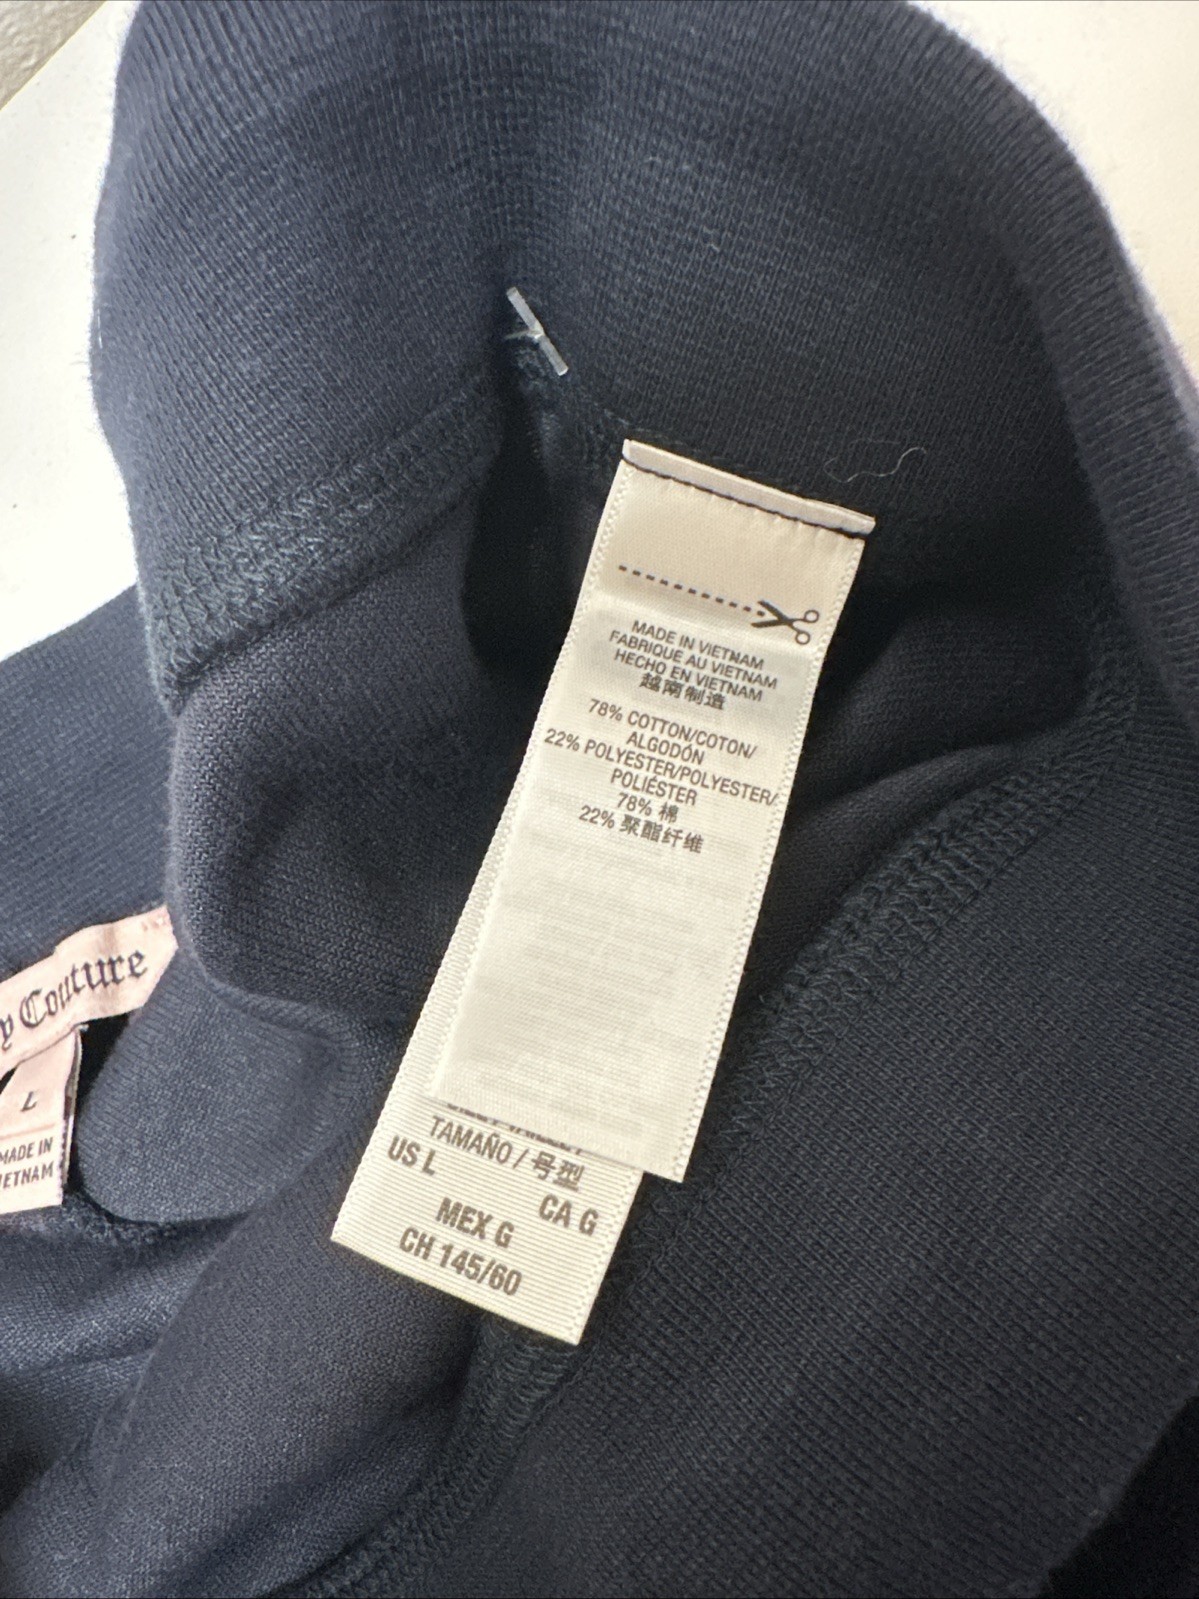 MADE IN VIETNAM
FABRIQUE AU VIETNAM
HECHO EN VIETNAM
越南制造
78% COTTON/COTON/
ALGODÓN
22% POLYESTER/POLYESTER/
POLIÉSTER
78% 棉
22% 聚酯纤维
TAMAÑO / 号型
US L
CA G
MEX G
CH 145/60
y Couture
L
MADE IN
IETNAM